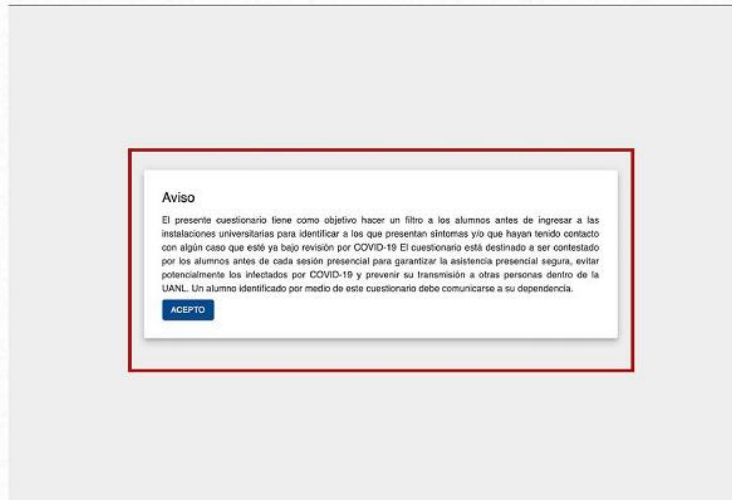 Aviso
El presente cuestionario tiene como objetivo hacer un filtro a los alumnos antes de ingresar a las
instalaciones universitarias para identificar a los que presentan síntomas y/o que hayan tenido contacto
con algún caso que esté ya bajo revisión por COVID-19 El cuestionario está destinado a ser contestado
por los alumnos antes de cada sesión presencial para garantizar la asistencia presencial segura, evitar
potencialmente los infectados por COVID-19 y prevenir su transmisión a otras personas dentro de la
UANL. Un alumno identificado por medio de este cuestionario debe comunicarse a su dependencia.
ACEPTO